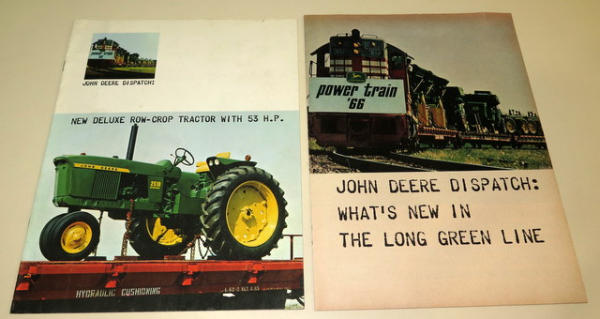 JOHN DEERE DISPATCH:
NEW DELUXE ROW-CROP TRACTOR WITH 53 H.P.
JOHN DEERE
2510
HYDRAULIC CUSHIONING
power train
'66
JOHN DEERE DISPATCH:
WHAT'S NEW IN
THE LONG GREEN LINE